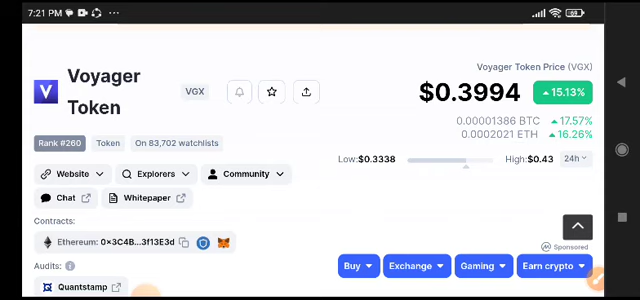 7:21 PM
69
Voyager
Token
VGX
Voyager Token Price (VGX)
$0.3994
15.13%
0.00001386 BTC 17.57%
0.0002021 ETH 16.26%
Low:$0.3338 High:$0.43 24h
Rank #260 Token On 83,702 watchlists
Website Explorers Community
Chat Whitepaper
Contracts:
Ethereum: 0x3C4B...3f13E3d
Sponsored
Audits:
Buy Exchange Gaming Earn crypto
Quantstamp